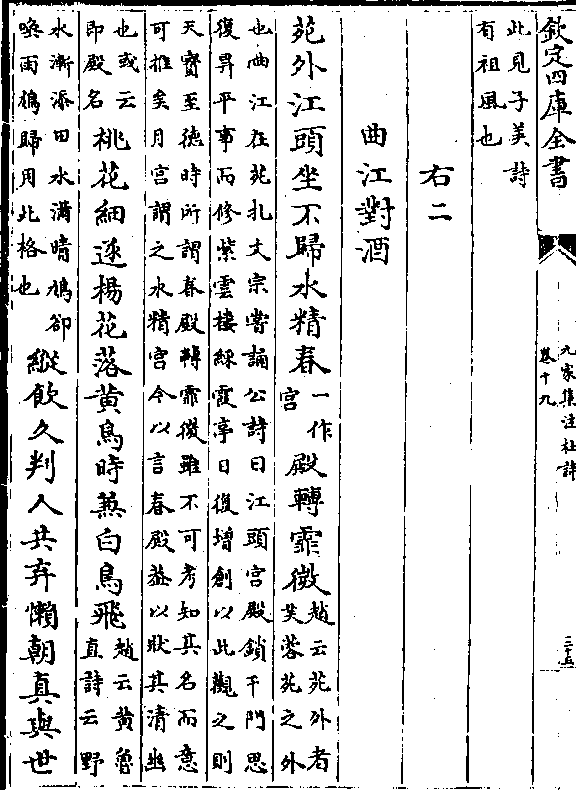 欽定四庫全書
九家集注杜詩
卷十九
二十五
此見子美詩
有祖風也
右二
曲江對酒
苑外江頭坐不歸水精春
一作
宮
殿轉霏微
趙云苑外者
芙蓉苑之外
也曲江在苑北文宗嘗誦公詩曰江頭宮殿鎖千門思
復昇平事而修紫雲樓綵霞亭日復增創以此觀之則
天寶至德時所謂春殿轉霏微雖不可考知其名而意
可推矣月宮謂之水精宮今以言春殿葢以狀其清幽
也或云
即殿名
桃花細逐楊花落黄鳥時兼白鳥飛
趙云黄魯
直詩云野
水漸添田水滿晴鳩却
喚雨鳩歸用此格也
縱飲久判人共弃懶朝真與世